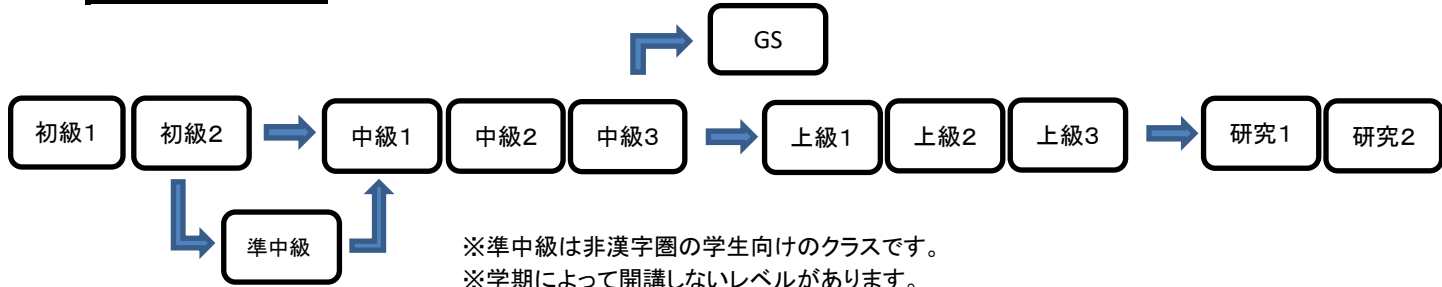 GS
初級1 初級2 中級1 中級2 中級3 上級1 上級2 上級3 研究1 研究2
準中級
※準中級は非漢字圏の学生向けのクラスです。
※学期によって開講しないレベルがあります。